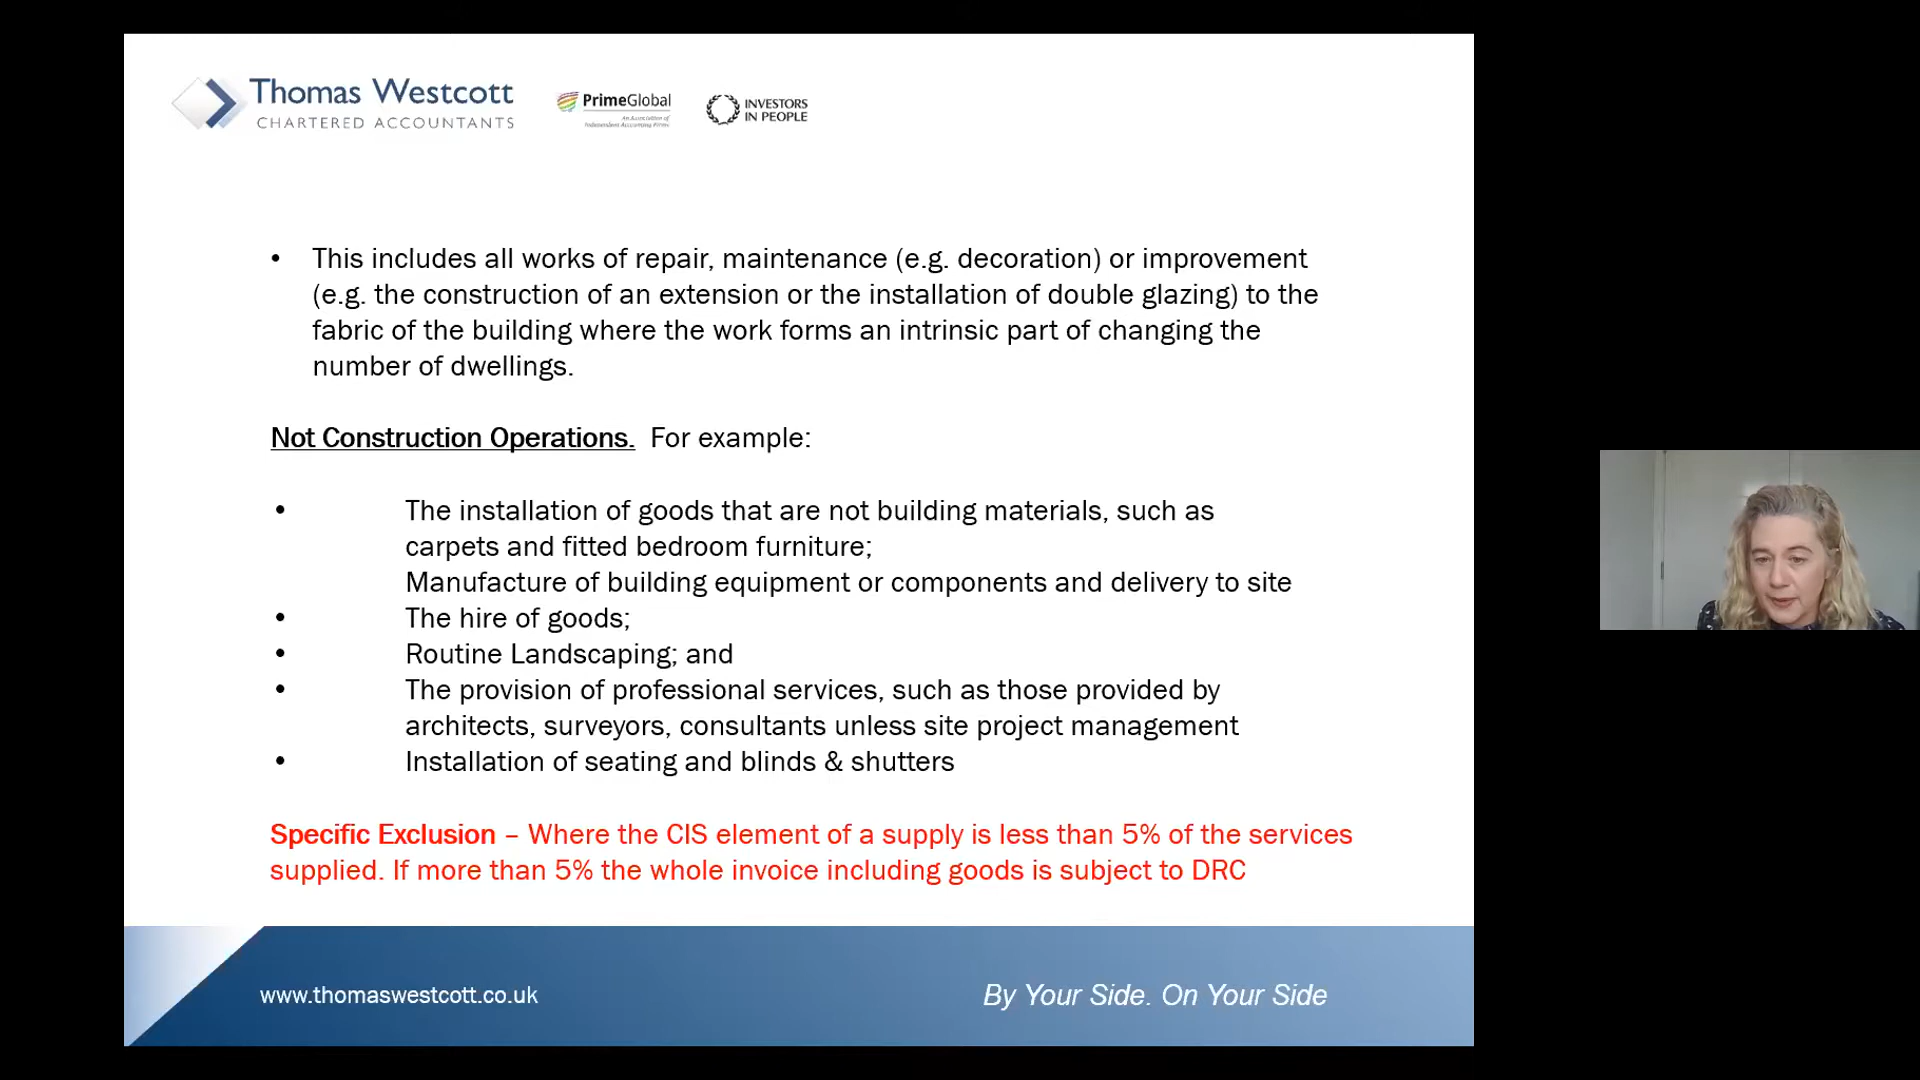 Thomas Westcott
CHARTERED ACCOUNTANTS
PrimeGlobal
An Association of
Independent Accounting Firms
INVESTORS
IN PEOPLE
• This includes all works of repair, maintenance (e.g. decoration) or improvement
(e.g. the construction of an extension or the installation of double glazing) to the
fabric of the building where the work forms an intrinsic part of changing the
number of dwellings.
Not Construction Operations. For example:
• The installation of goods that are not building materials, such as
carpets and fitted bedroom furniture;
Manufacture of building equipment or components and delivery to site
• The hire of goods;
• Routine Landscaping; and
• The provision of professional services, such as those provided by
architects, surveyors, consultants unless site project management
• Installation of seating and blinds & shutters
Specific Exclusion – Where the CIS element of a supply is less than 5% of the services
supplied. If more than 5% the whole invoice including goods is subject to DRC
www.thomaswestcott.co.uk
By Your Side. On Your Side